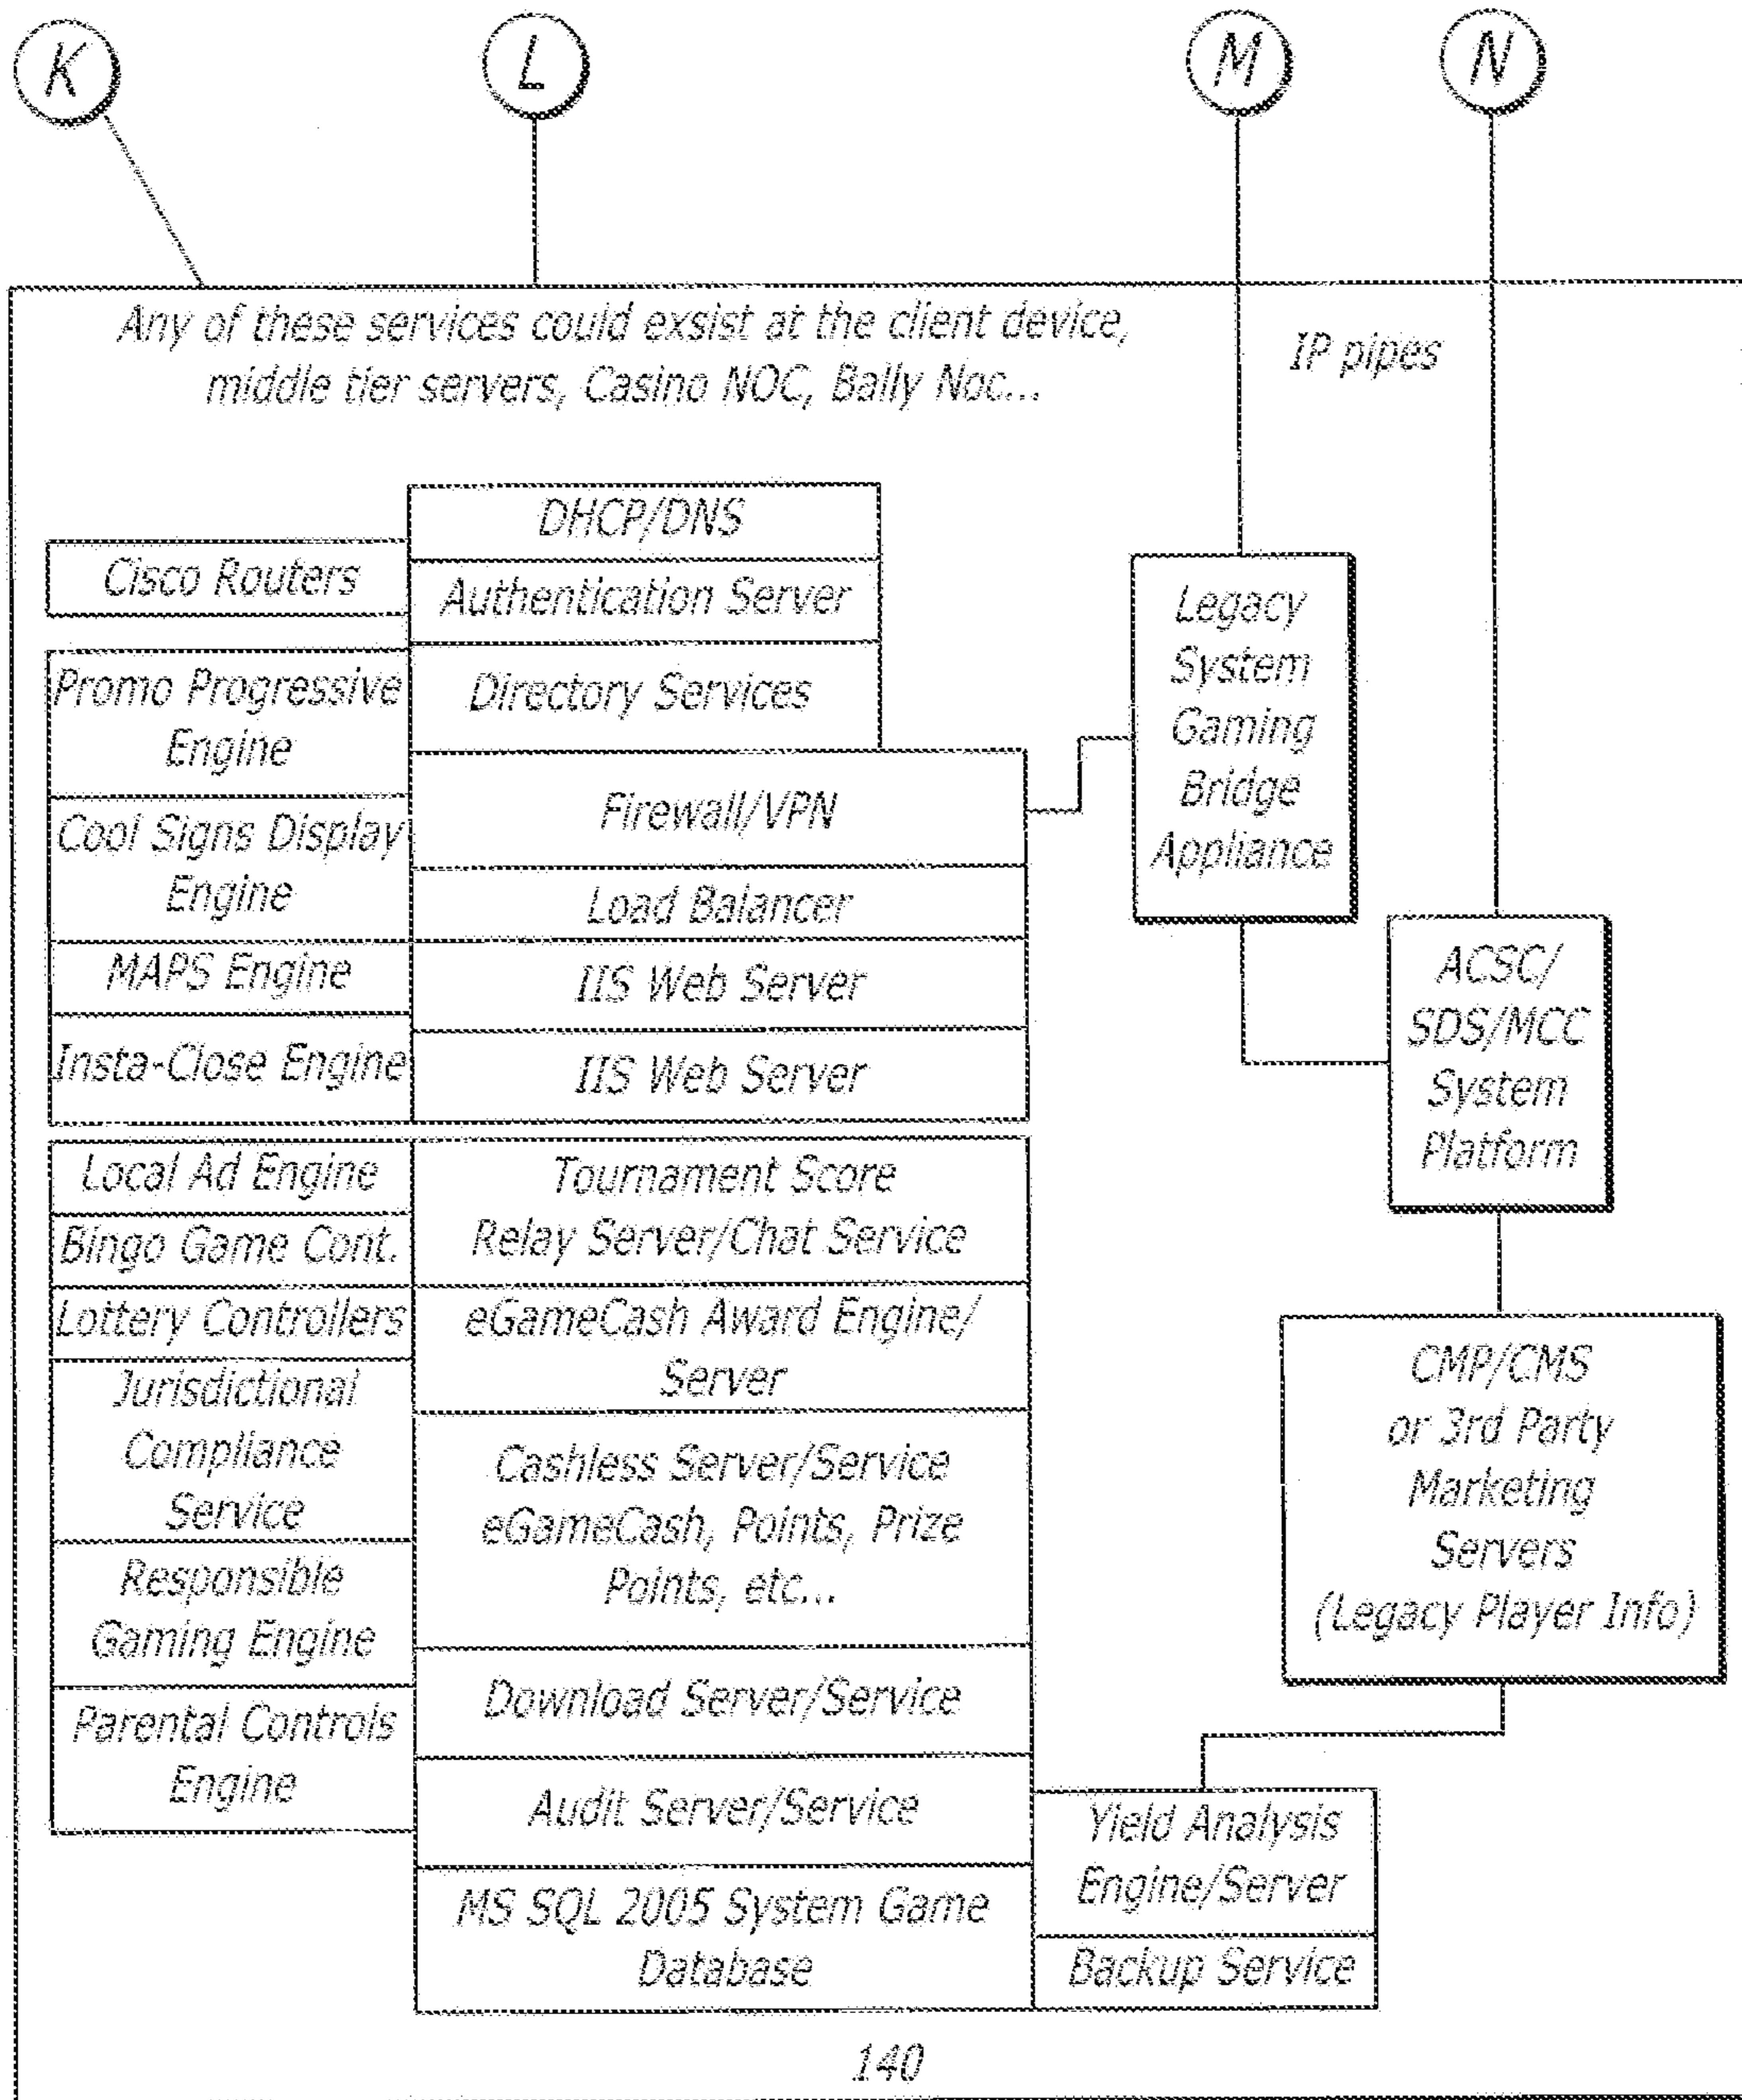 K
L
M
N
Any of these services could exsist at the client device,
middle tier servers, Casino NOC, Bally Noc...
IP pipes
DHCP/DNS
Cisco Routers
Authentication Server
Directory Services
Promo Progressive
Engine
Firewall/VPN
Cool Signs Display
Engine
Load Balancer
MAPS Engine
IIS Web Server
Insta-Close Engine
IIS Web Server
Legacy
System
Gaming
Bridge
Appliance
ACSC/
SDS/MCC
System
Platform
Local Ad Engine
Bingo Game Cont.
Lottery Controllers
Jurisdictional
Compliance
Service
Responsible
Gaming Engine
Parental Controls
Engine
Tournament Score
Relay Server/Chat Service
eGameCash Award Engine/
Server
Cashless Server/Service
eGameCash, Points, Prize
Points, etc...
Download Server/Service
Audit Server/Service
MS SQL 2005 System Game
Database
CMP/CMS
or 3rd Party
Marketing
Servers
(Legacy Player Info)
Yield Analysis
Engine/Server
Backup Service
140